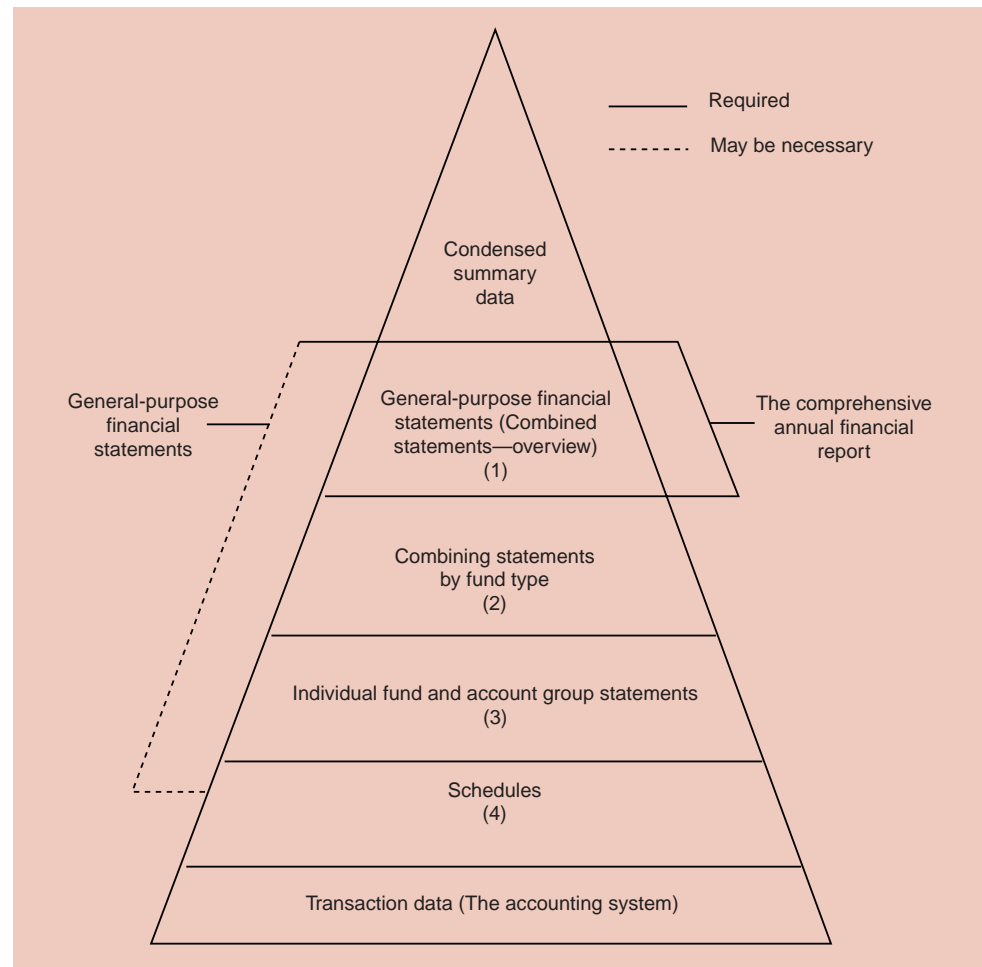 Required
May be necessary
Condensed
summary
data
General-purpose
financial
statements
General-purpose financial
statements (Combined
statements—overview)
(1)
The comprehensive
annual financial
report
Combining statements
by fund type
(2)
Individual fund and account group statements
(3)
Schedules
(4)
Transaction data (The accounting system)